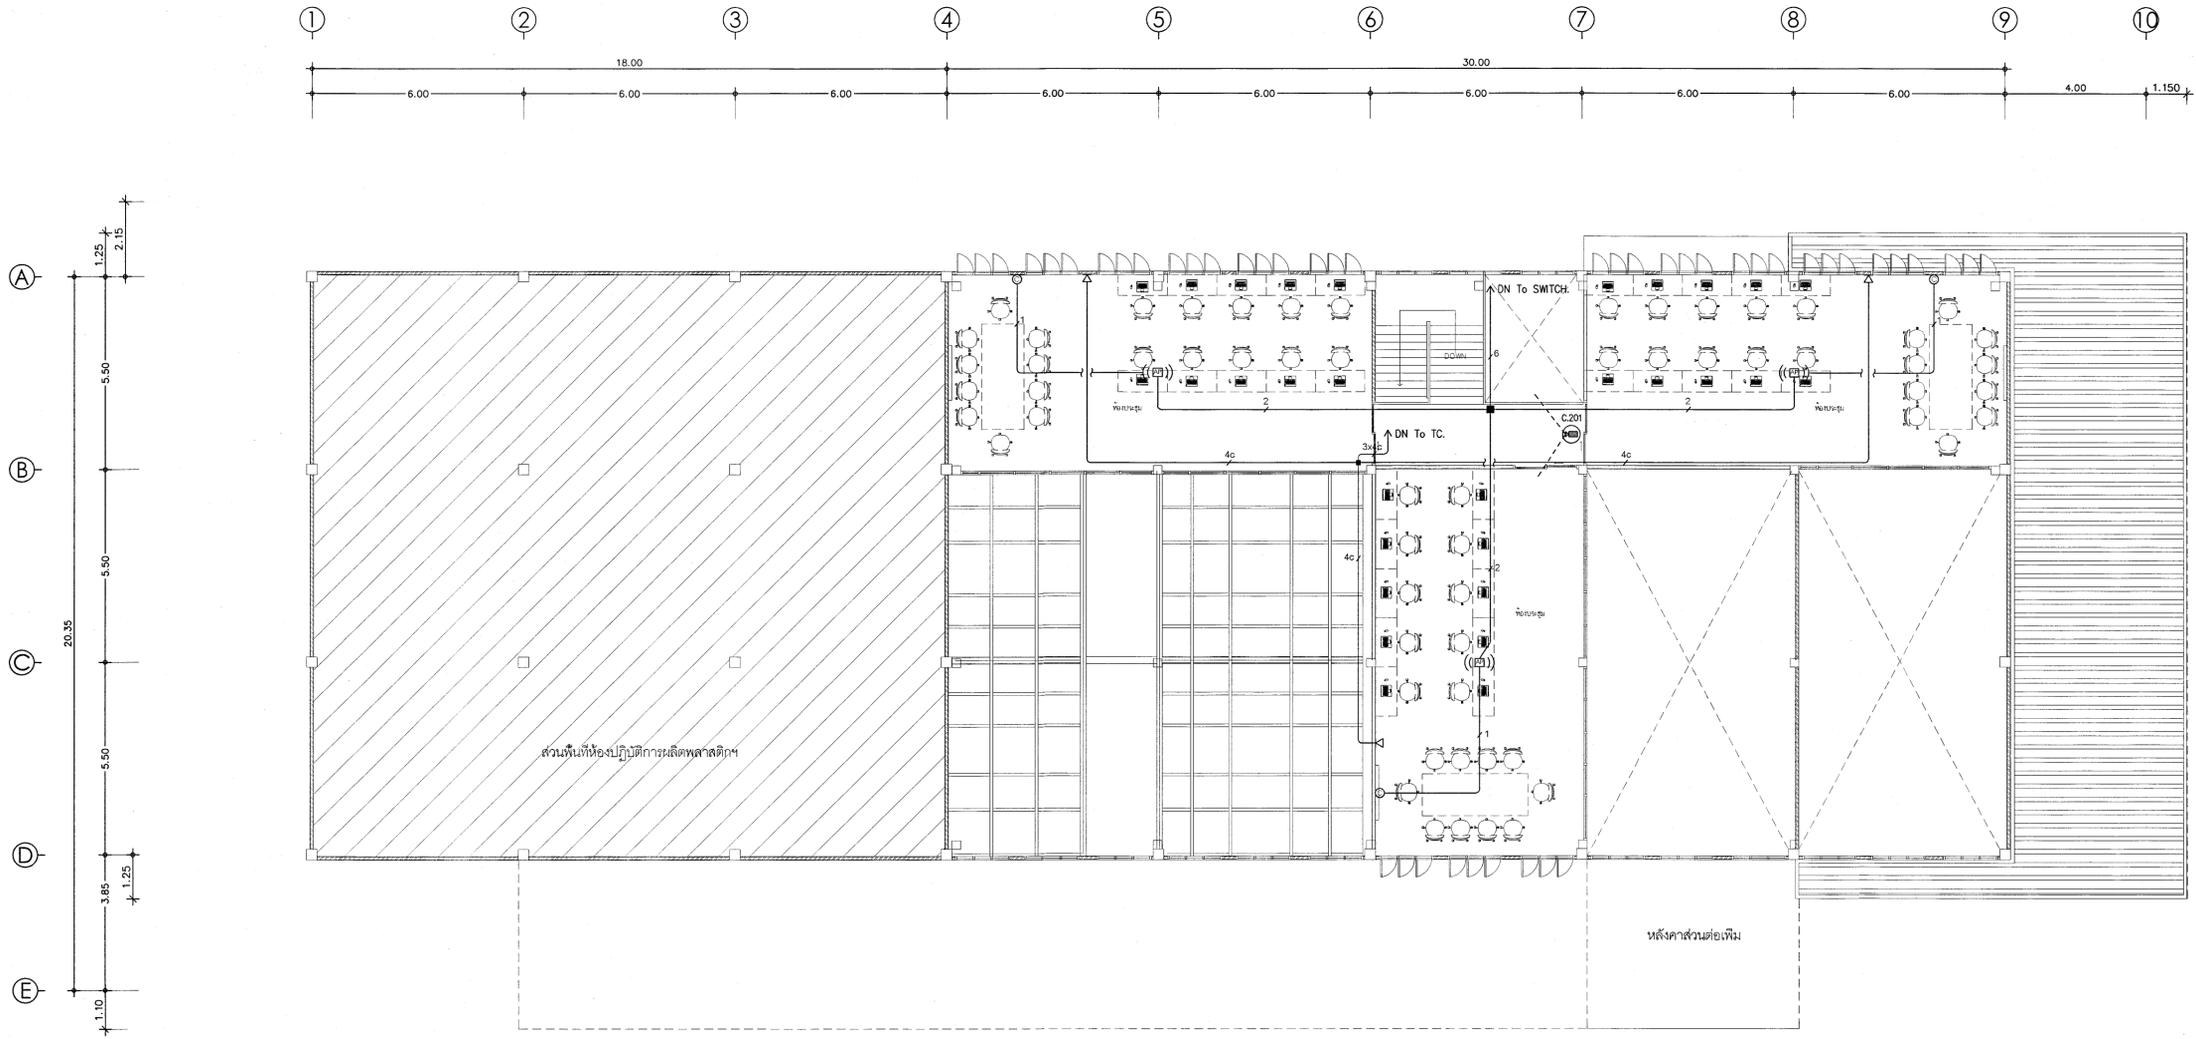 1 2 3 4 5 6 7 8 9 10
18.00 30.00
6.00 6.00 6.00 6.00 6.00 6.00 6.00 6.00 4.00 1.150
2.15
1.25
A
DN To SWITCH.
1
5.50
DOWN
6
AP
AP
ห้องประชุม
2
2
ห้องประชุม
C.201
DN To TC.
3x4c
4c
4c
B
5.50
4c
2
ห้องประชุม
20.35
C
AP
1
5.50
ส่วนพื้นที่ห้องปฏิบัติการผลิตพลาสติกฯ
D
1.25
3.85
หลังคาส่วนต่อเพิ่ม
E
1.10